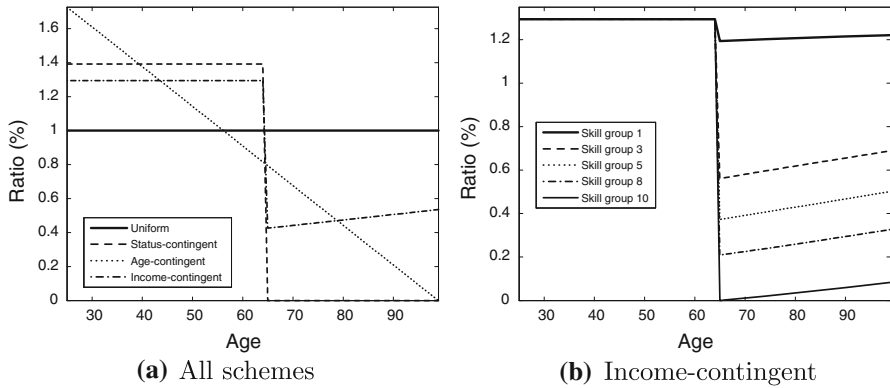 1.6
1.4
1.2
1
0.8
0.6
0.4
0.2
0
Ratio (%)
Uniform
Status-contingent
Age-contingent
Income-contingent
30 40 50 60 70 80 90
Age
(a) All schemes
1.2
1
0.8
0.6
0.4
0.2
0
Ratio (%)
Skill group 1
Skill group 3
Skill group 5
Skill group 8
Skill group 10
30 40 50 60 70 80 90
Age
(b) Income-contingent